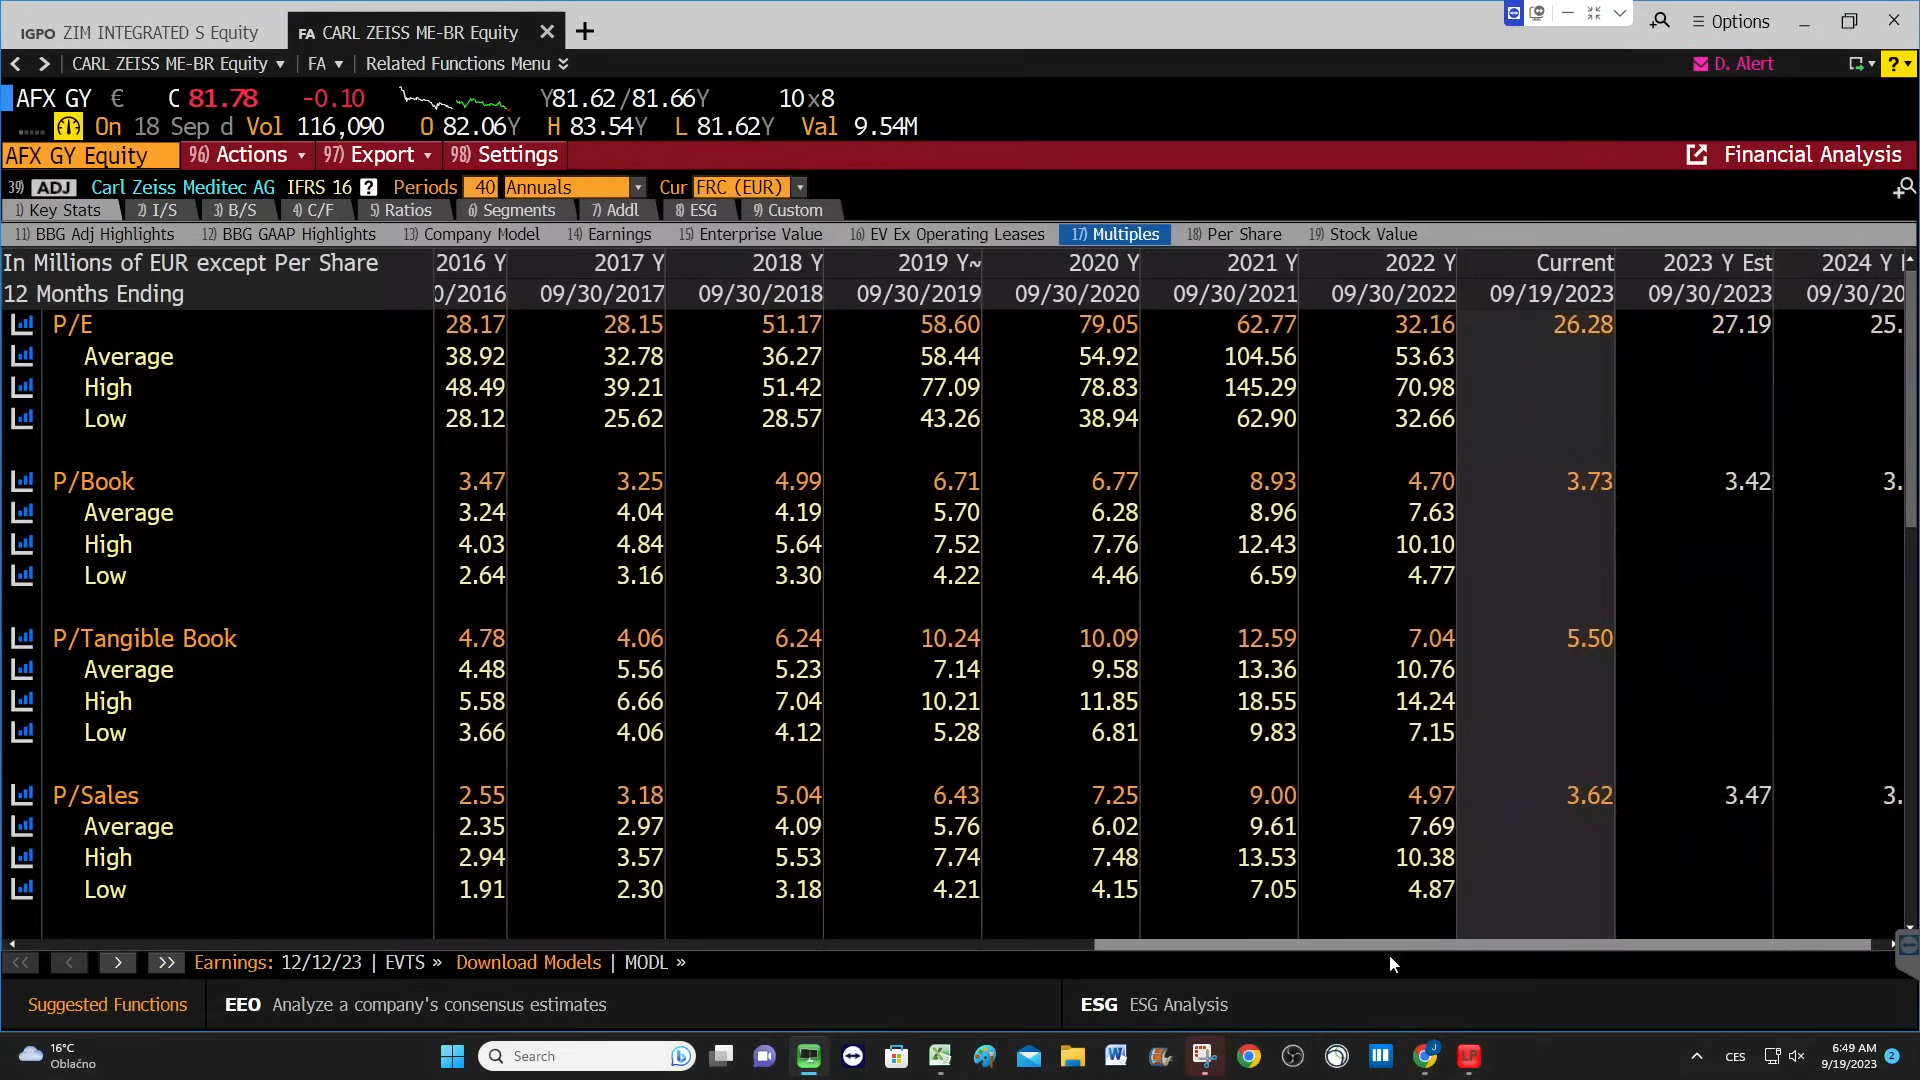 IGPO ZIM INTEGRATED S Equity
FA CARL ZEISS ME-BR Equity
Options
CARL ZEISS ME-BR Equity FA Related Functions Menu
D. Alert
?
AFX GY € C 81.78 -0.10 Y81.62/81.66Y 10x8
On 18 Sep d Vol 116,090 O 82.06Y H 83.54Y L 81.62Y Val 9.54M
AFX GY Equity 96) Actions 97) Export 98) Settings Financial Analysis
39) ADJ Carl Zeiss Meditec AG IFRS 16 ? Periods 40 Annuals Cur FRC (EUR)
1) Key Stats 2) I/S 3) B/S 4) C/F 5) Ratios 6) Segments 7) Addl 8) ESG 9) Custom
11) BBG Adj Highlights 12) BBG GAAP Highlights 13) Company Model 14) Earnings 15) Enterprise Value 16) EV Ex Operating Leases 17) Multiples 18) Per Share 19) Stock Value
In Millions of EUR except Per Share 2016 Y 2017 Y 2018 Y 2019 Y~ 2020 Y 2021 Y 2022 Y Current 2023 Y Est 2024 Y
12 Months Ending 0/2016 09/30/2017 09/30/2018 09/30/2019 09/30/2020 09/30/2021 09/30/2022 09/19/2023 09/30/2023 09/30/20
P/E 28.17 28.15 51.17 58.60 79.05 62.77 32.16 26.28 27.19 25.
Average 38.92 32.78 36.27 58.44 54.92 104.56 53.63
High 48.49 39.21 51.42 77.09 78.83 145.29 70.98
Low 28.12 25.62 28.57 43.26 38.94 62.90 32.66
P/Book 3.47 3.25 4.99 6.71 6.77 8.93 4.70 3.73 3.42 3.
Average 3.24 4.04 4.19 5.70 6.28 8.96 7.63
High 4.03 4.84 5.64 7.52 7.76 12.43 10.10
Low 2.64 3.16 3.30 4.22 4.46 6.59 4.77
P/Tangible Book 4.78 4.06 6.24 10.24 10.09 12.59 7.04 5.50
Average 4.48 5.56 5.23 7.14 9.58 13.36 10.76
High 5.58 6.66 7.04 10.21 11.85 18.55 14.24
Low 3.66 4.06 4.12 5.28 6.81 9.83 7.15
P/Sales 2.55 3.18 5.04 6.43 7.25 9.00 4.97 3.62 3.47 3.
Average 2.35 2.97 4.09 5.76 6.02 9.61 7.69
High 2.94 3.57 5.53 7.74 7.48 13.53 10.38
Low 1.91 2.30 3.18 4.21 4.15 7.05 4.87
<< < > >> Earnings: 12/12/23 | EVTS » Download Models | MODL »
Suggested Functions EEO Analyze a company's consensus estimates ESG ESG Analysis
16°C
Oblačno
Search
CES
6:49 AM
9/19/2023
2